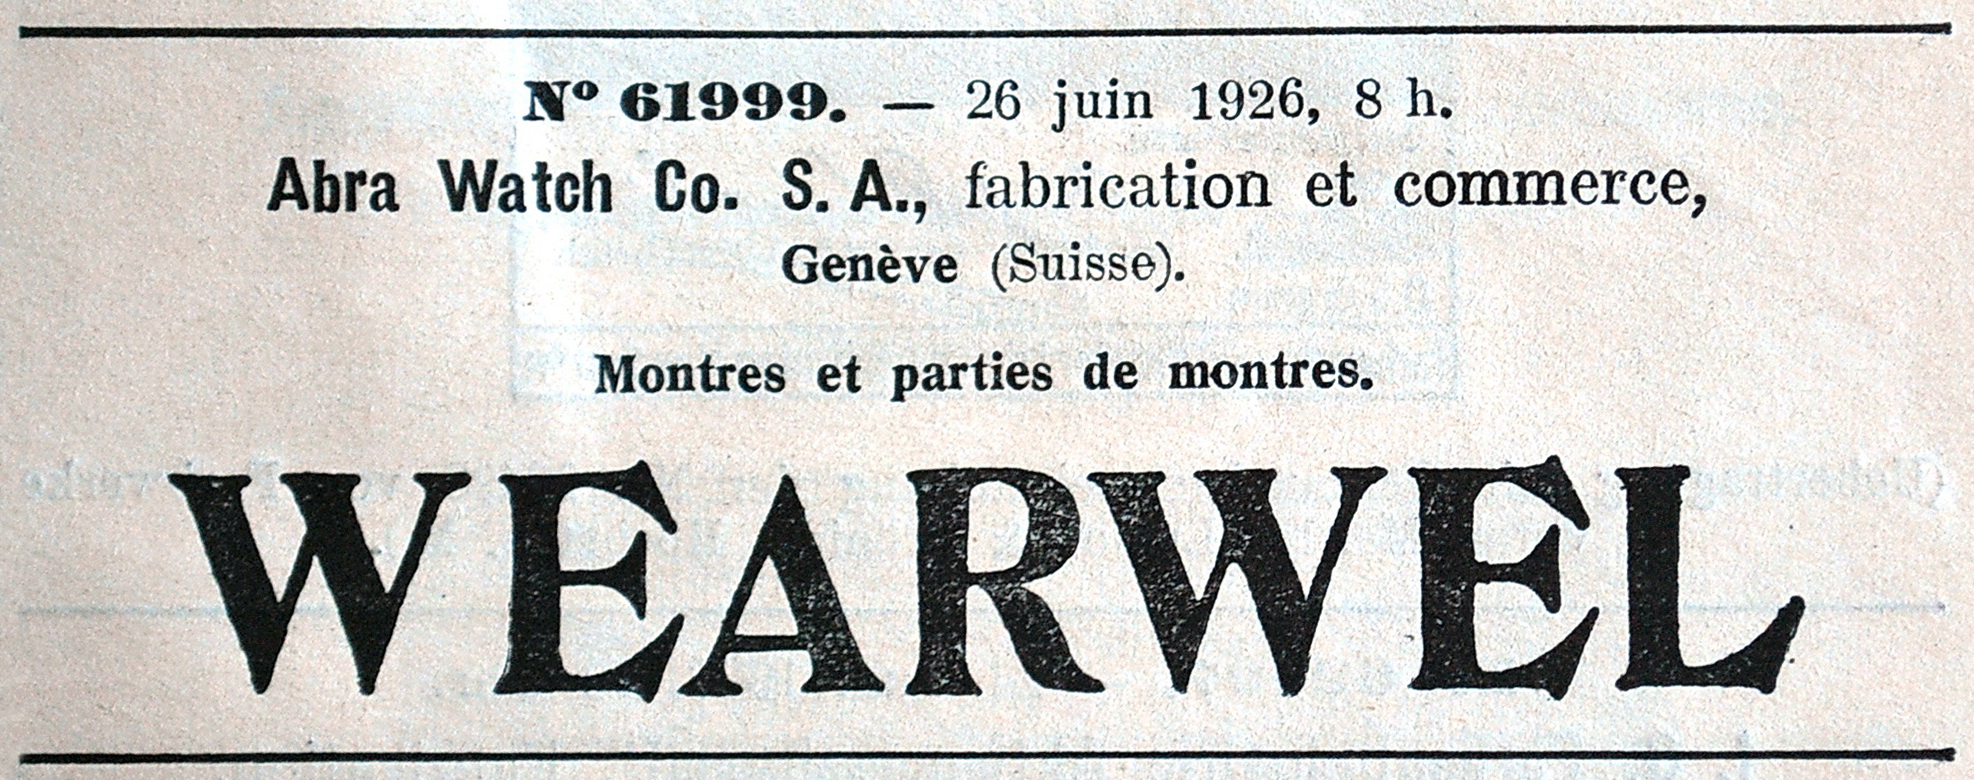 Nº 61999. — 26 juin 1926, 8 h.
Abra Watch Co. S. A., fabrication et commerce,
Genève (Suisse).
Montres et parties de montres.
WEARWEL